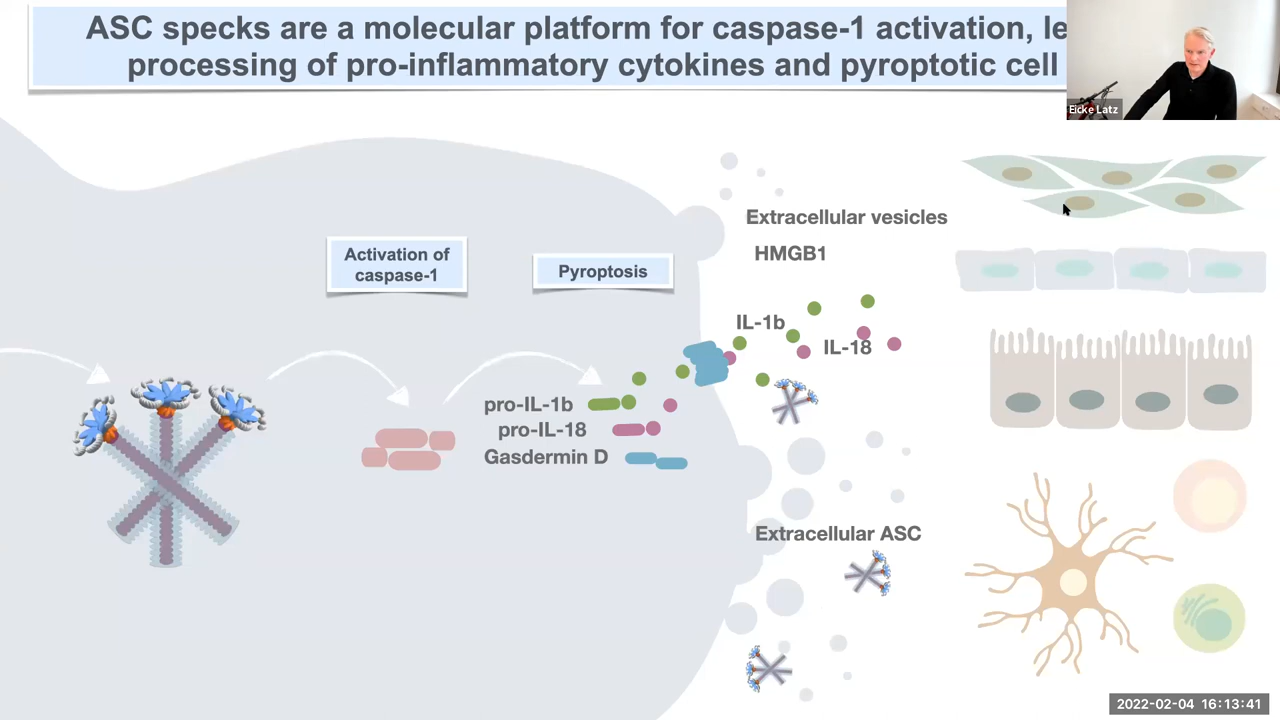 ASC specks are a molecular platform for caspase-1 activation, le
processing of pro-inflammatory cytokines and pyroptotic cell
Eicke Latz
Extracellular vesicles
HMGB1
Activation of
caspase-1
Pyroptosis
IL-1b
IL-18
pro-IL-1b
pro-IL-18
Gasdermin D
Extracellular ASC
2022-02-04 16:13:41